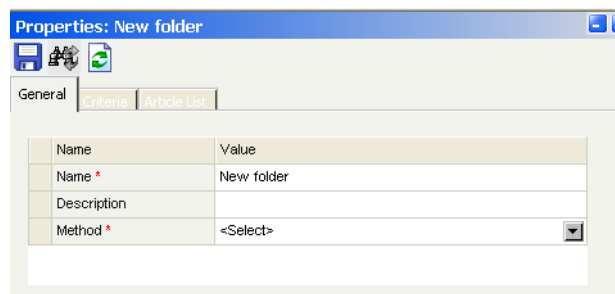 Properties: New folder
General Criteria Article List
Name Value
Name * New folder
Description
Method * <Select>